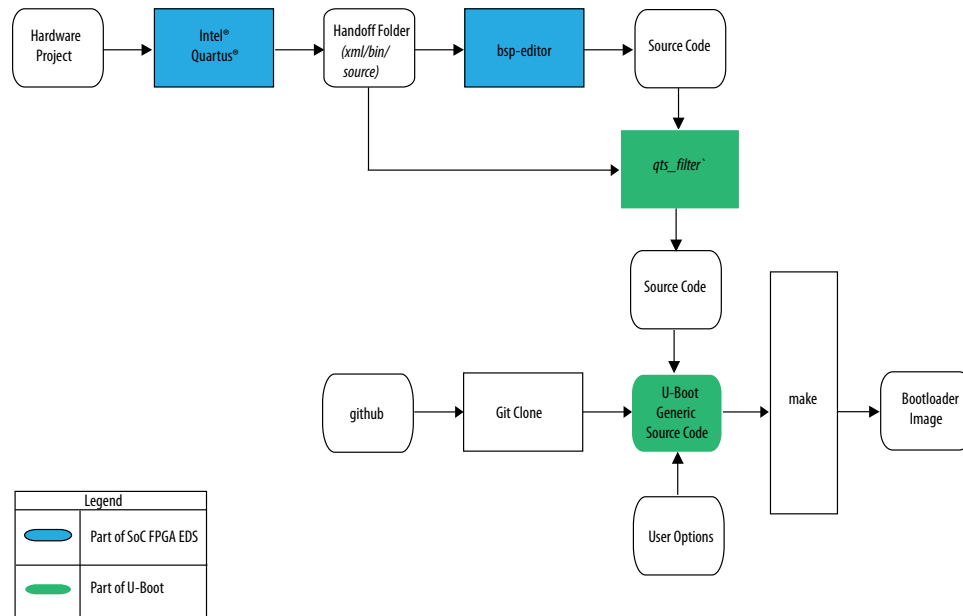 Hardware
Project
Intel®
Quartus®
Handoff Folder
(xml/bin/
source)
bsp-editor
Source Code
qts_filter`
Source Code
github
Git Clone
U-Boot
Generic
Source Code
make
Bootloader
Image
User Options
Legend
Part of SoC FPGA EDS
Part of U-Boot